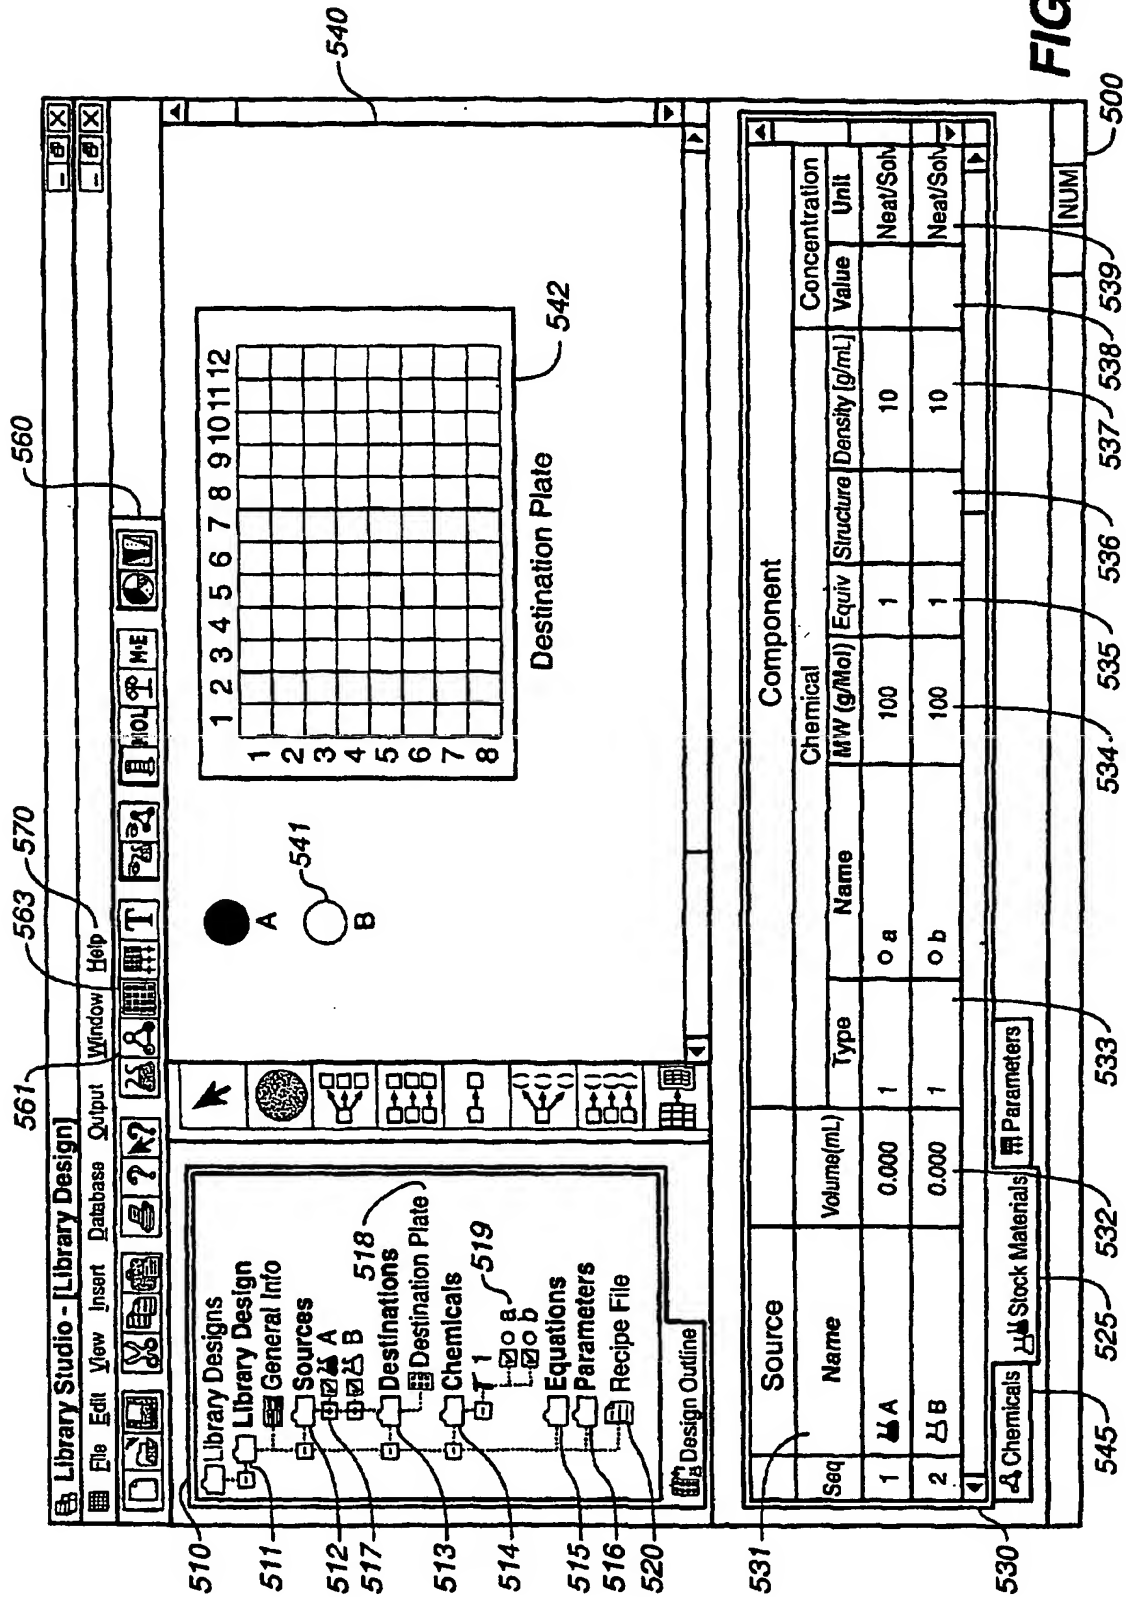 560
563
570
561
540
Library Studio - [Library Design]
File Edit View Insert Database Output Window Help
? ? T MOL M+E
510
Library Designs
511
Library Design
General Info
512
Sources
517
A
B
513
Destinations
518
Destination Plate
514
Chemicals
1
519
a
b
515
Equations
516
Parameters
520
Recipe File
Design Outline
A
541
B
1 2 3 4 5 6 7 8 9 10 11 12
1
2
3
4
5
6
7
8
542
Destination Plate
531
Source Component
Chemical Concentration
Seq Name Volume(mL) Type Name MW (g/Mol) Equiv Structure Density [g/mL] Value Unit
1 A 0.000 1 a 100 1 10 Neat/Solv
2 B 0.000 1 b 100 1 10 Neat/Solv
Chemicals Stock Materials Parameters
NUM
530
545 525 532 533 534 535 536 537 538 539 500
FIG